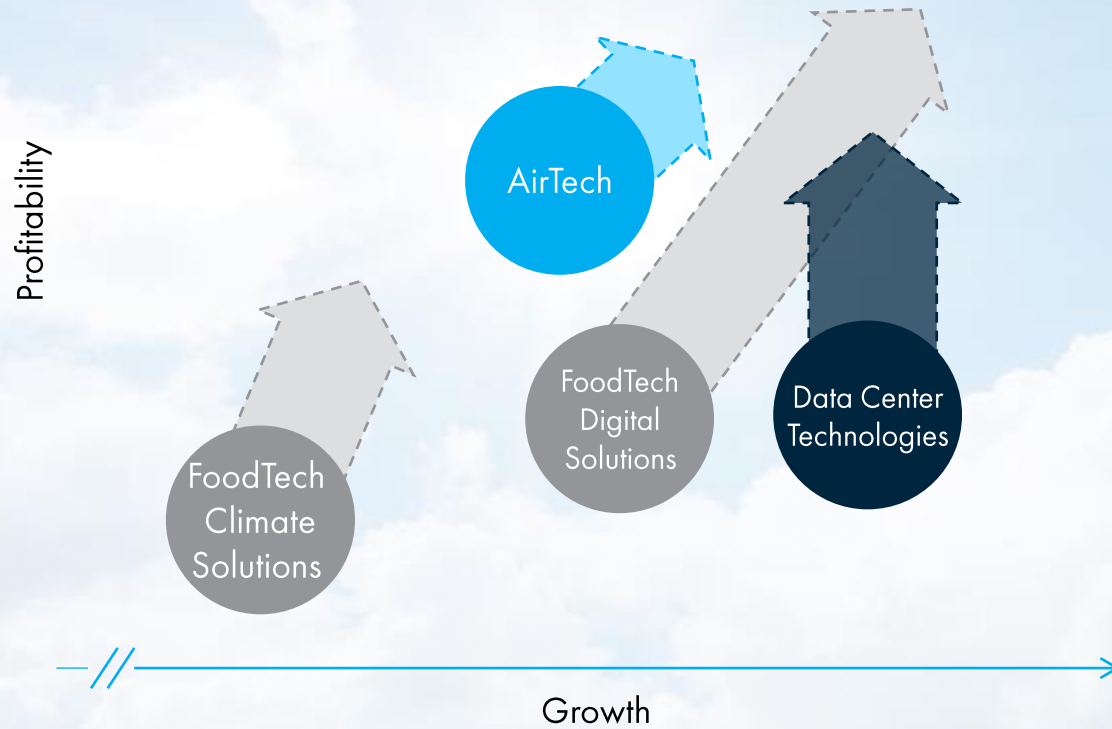 Profitability
AirTech
FoodTech
Digital
Solutions
Data Center
Technologies
FoodTech
Climate
Solutions
Growth